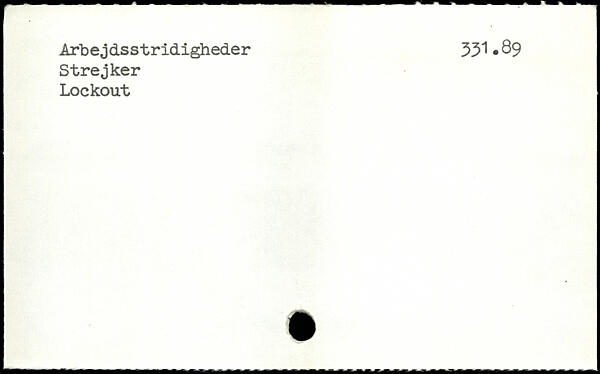 Arbejdsstridigheder 331.89
Strejker
Lockout